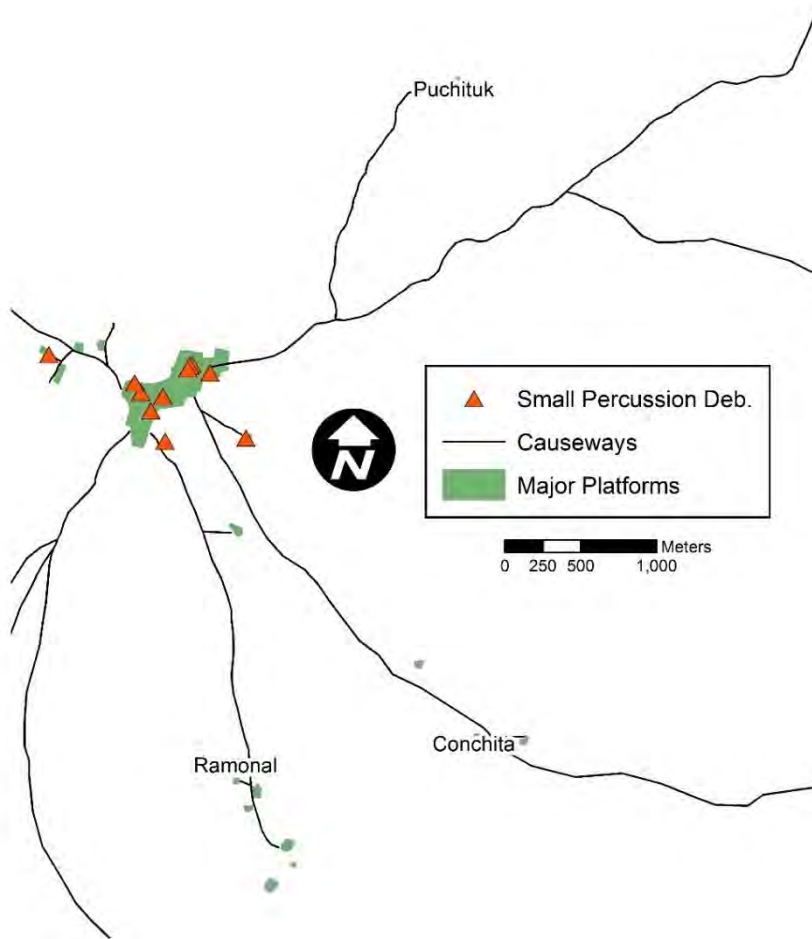 Puchituk
Small Percussion Deb.
Causeways
N
Major Platforms
Meters
0 250 500 1,000
Conchita
Ramonal